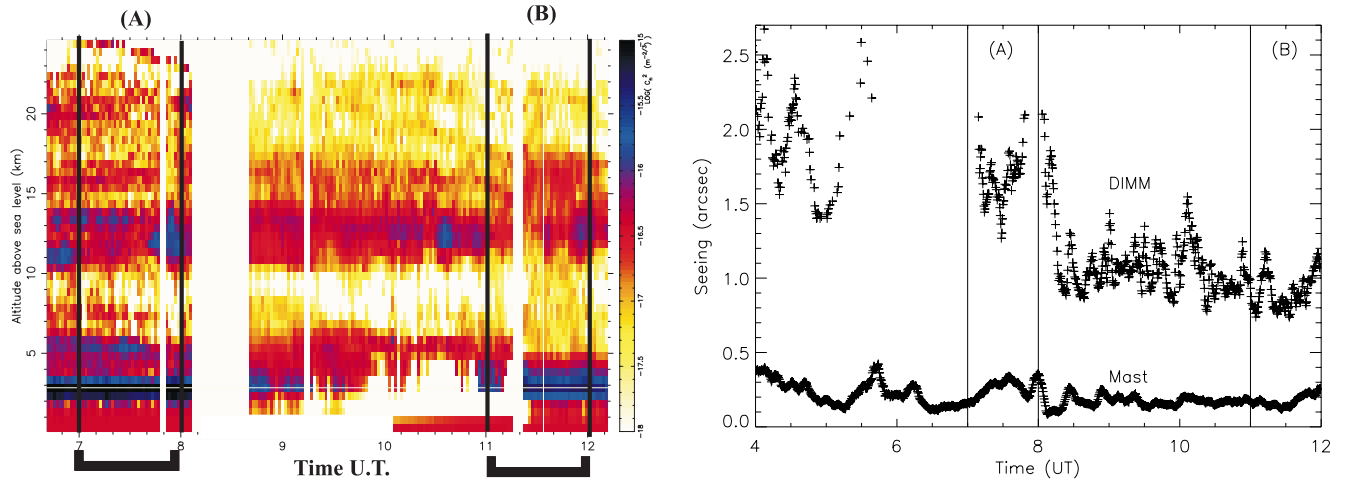 (A)
(B)
Altitude above sea level (km)
20
15
10
5
7
8
9
10
11
12
Time U.T.
LOG( C_N² (m^-2/3) )
-15
-15.5
-16
-16.5
-17
-17.5
-18
(A)
(B)
Seeing (arcsec)
2.5
2.0
1.5
1.0
0.5
0.0
DIMM
Mast
4
6
8
10
12
Time (UT)